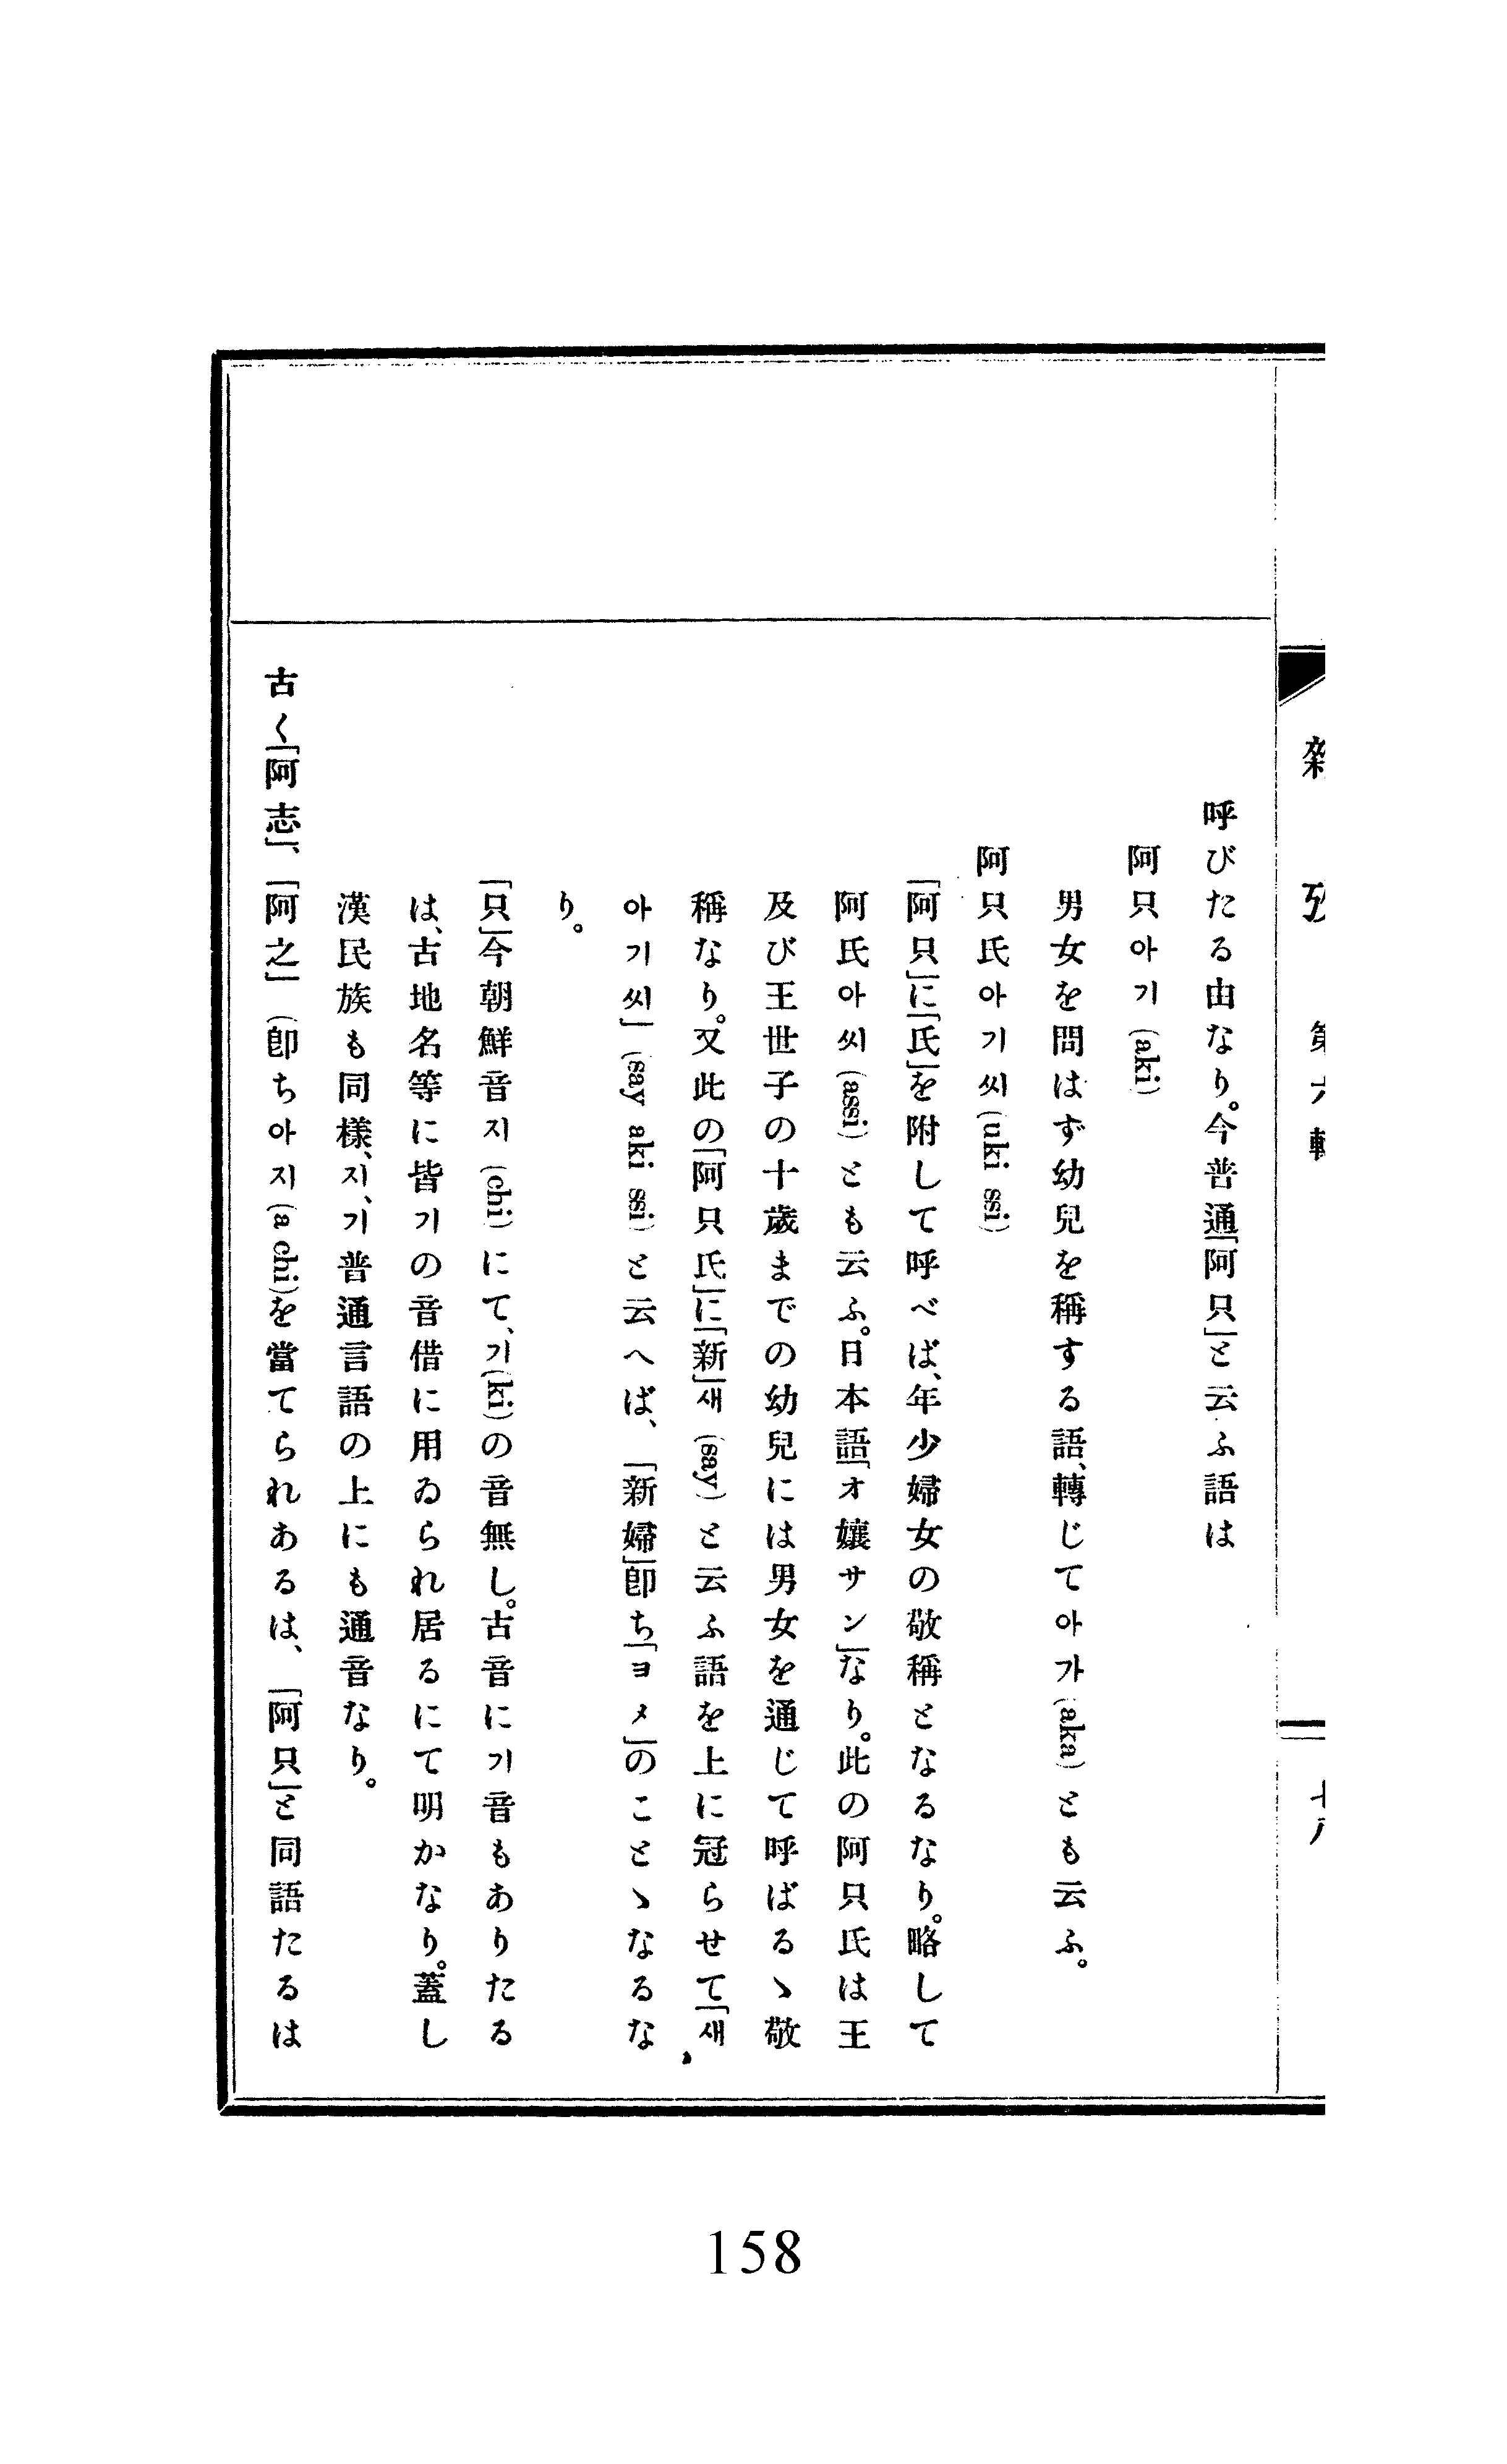 雜 攷 第六輯
七八
呼びたる由なり。今普通「阿只」と云ふ語は
阿只아기(aki)
男女を問はず幼兒を稱する語、轉じて아가(aka)とも云ふ。
阿只氏아기씨(uki ssi)
「阿只」に「氏」を附して呼べば、年少婦女の敬稱となるなり。略して
阿氏아씨(assi)とも云ふ。日本語「オ孃サン」なり。此の阿只氏は王
及び王世子の十歲までの幼兒には男女を通じて呼ばるゝ敬
稱なり。又此の「阿只氏」に「新」새(say)と云ふ語を上に冠らせて「새
아기씨」(say aki ssi)と云へば、「新婦」卽ち「ヨメ」のことゝなるな
り。
「只」今朝鮮音지(chi)にて、기(ki)の音無し。古音に기音もありたる
は、古地名等に皆기の音借に用ゐられ居るにて明かなり。蓋し
漢民族も同樣、지、기普通言語の上にも通音なり。
古く「阿志」、「阿之」(卽ち아지(a chi)を當てられあるは、「阿只」と同語たるは
158